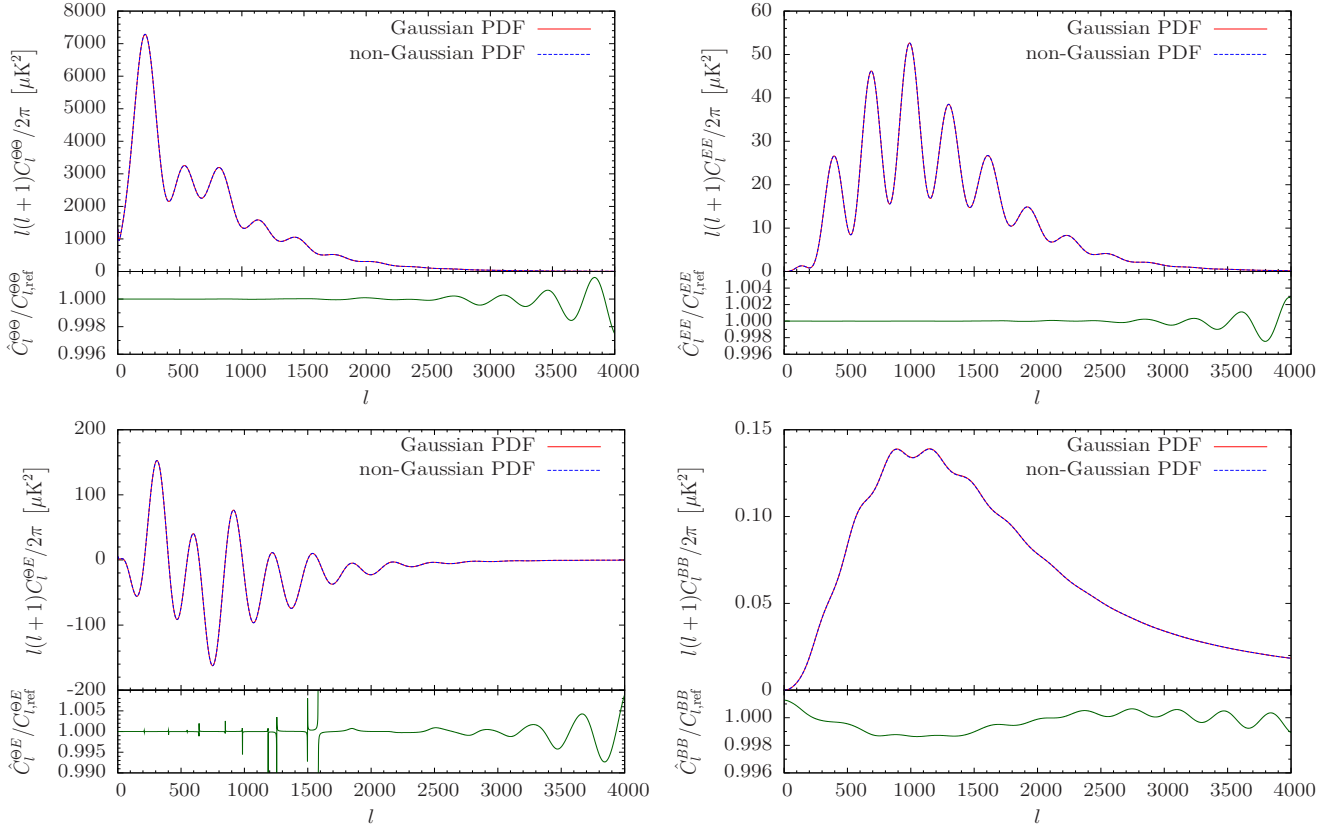 l(l + 1)C_l^{ΘΘ}/2π [μK²]
8000
7000
6000
5000
4000
3000
2000
1000
0
Gaussian PDF
non-Gaussian PDF
Ĉ_l^{ΘΘ}/C_{l,ref}^{ΘΘ}
1.000
0.998
0.996
0 500 1000 1500 2000 2500 3000 3500 4000
l
l(l + 1)C_l^{EE}/2π [μK²]
60
50
40
30
20
10
0
Gaussian PDF
non-Gaussian PDF
Ĉ_l^{EE}/C_{l,ref}^{EE}
1.004
1.002
1.000
0.998
0.996
0 500 1000 1500 2000 2500 3000 3500 4000
l
l(l + 1)C_l^{ΘE}/2π [μK²]
200
100
0
-100
-200
Gaussian PDF
non-Gaussian PDF
Ĉ_l^{ΘE}/C_{l,ref}^{ΘE}
1.005
1.000
0.995
0.990
0 500 1000 1500 2000 2500 3000 3500 4000
l
l(l + 1)C_l^{BB}/2π [μK²]
0.15
0.10
0.05
0
Gaussian PDF
non-Gaussian PDF
Ĉ_l^{BB}/C_{l,ref}^{BB}
1.000
0.998
0.996
0 500 1000 1500 2000 2500 3000 3500 4000
l